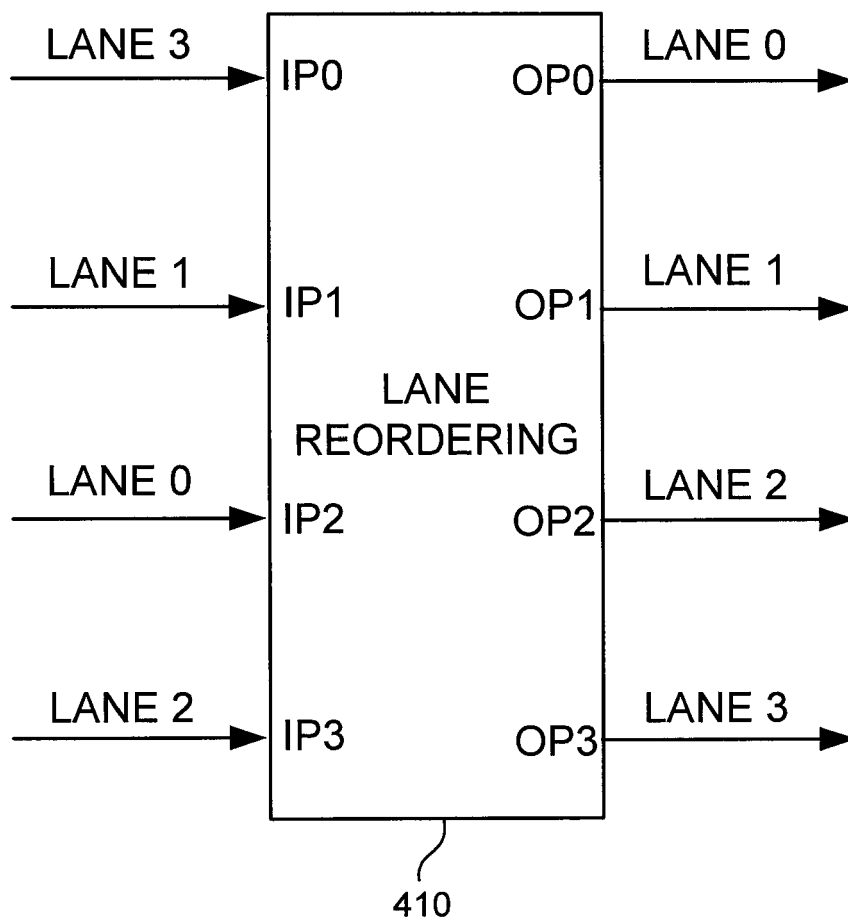 LANE 3
IP0
OP0
LANE 0
LANE 1
IP1
OP1
LANE 1
LANE
REORDERING
LANE 0
IP2
OP2
LANE 2
LANE 2
IP3
OP3
LANE 3
410